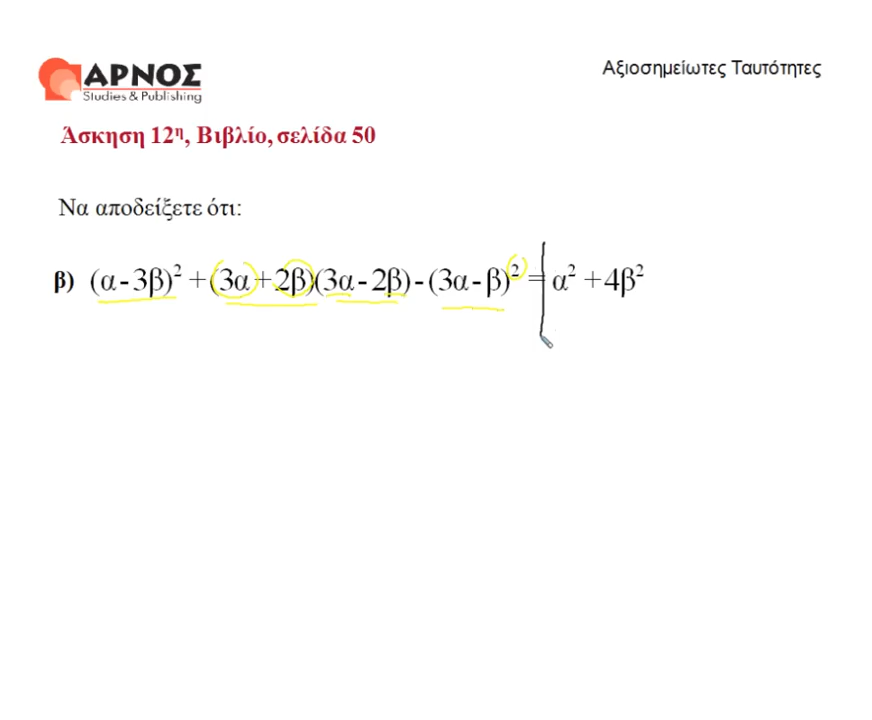 ΑΡΝΟΣ
Studies & Publishing
Αξιοσημείωτες Ταυτότητες
Άσκηση 12η, Βιβλίο, σελίδα 50
Να αποδείξετε ότι:
β) (α-3β)² +(3α+2β)(3α-2β)-(3α-β)² = α² +4β²